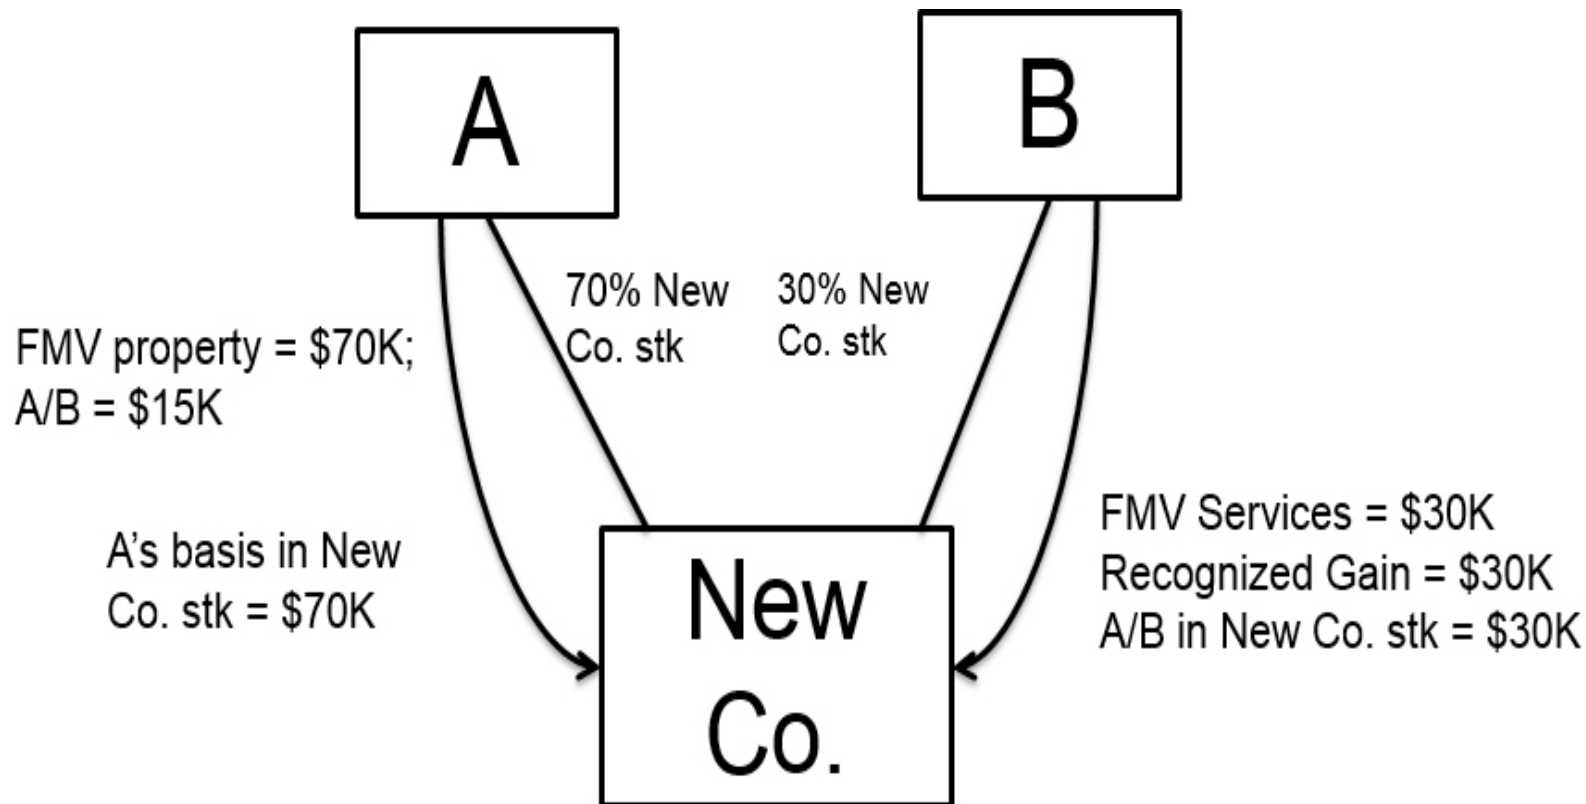 A
B
70% New
Co. stk
30% New
Co. stk
FMV property = $70K;
A/B = $15K
A’s basis in New
Co. stk = $70K
FMV Services = $30K
Recognized Gain = $30K
A/B in New Co. stk = $30K
New
Co.